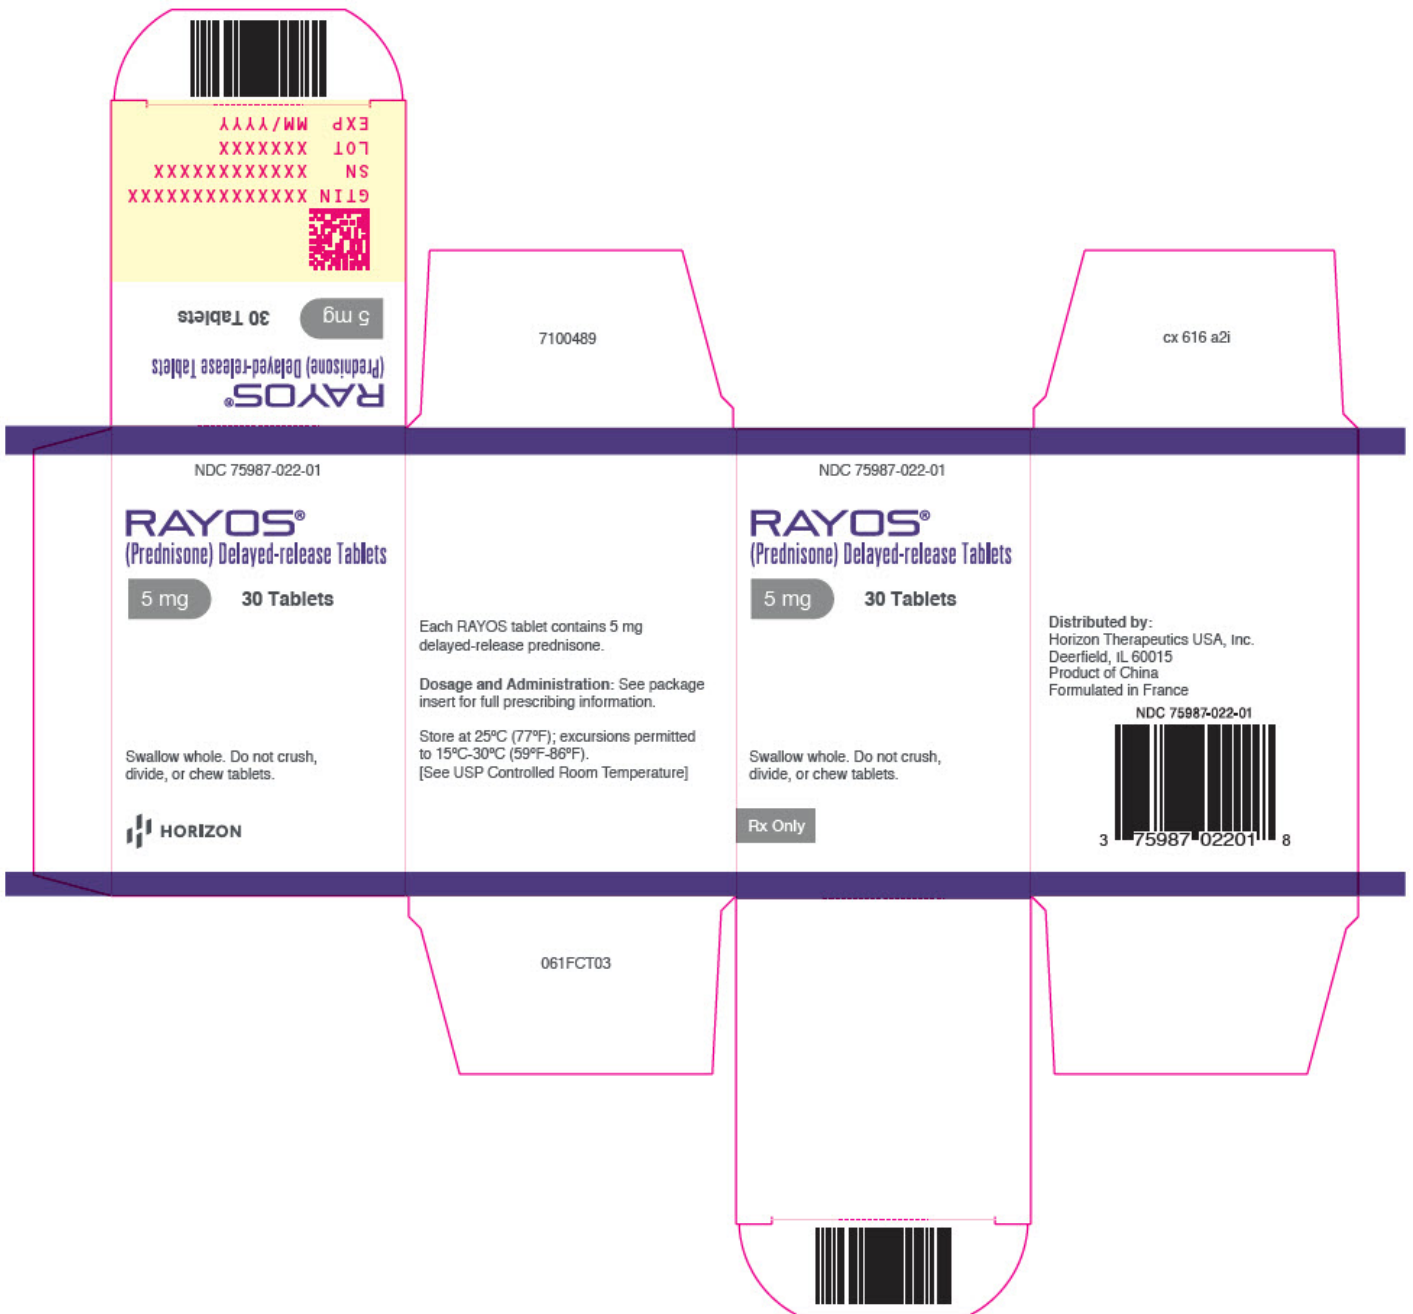 EXP MM/YYYY
LOT XXXXXXX
SN XXXXXXXXXXXX
GTIN XXXXXXXXXXXXXX
5 mg 30 Tablets
RAYOS®
(Prednisone) Delayed-release Tablets
7100489
cx 616 a2i
NDC 75987-022-01
RAYOS®
(Prednisone) Delayed-release Tablets
5 mg 30 Tablets
Swallow whole. Do not crush,
divide, or chew tablets.
HORIZON
Each RAYOS tablet contains 5 mg
delayed-release prednisone.
Dosage and Administration: See package
insert for full prescribing information.
Store at 25ºC (77ºF); excursions permitted
to 15ºC-30ºC (59ºF-86ºF).
[See USP Controlled Room Temperature]
NDC 75987-022-01
RAYOS®
(Prednisone) Delayed-release Tablets
5 mg 30 Tablets
Swallow whole. Do not crush,
divide, or chew tablets.
Rx Only
Distributed by:
Horizon Therapeutics USA, Inc.
Deerfield, IL 60015
Product of China
Formulated in France
NDC 75987-022-01
3 75987 02201 8
061FCT03